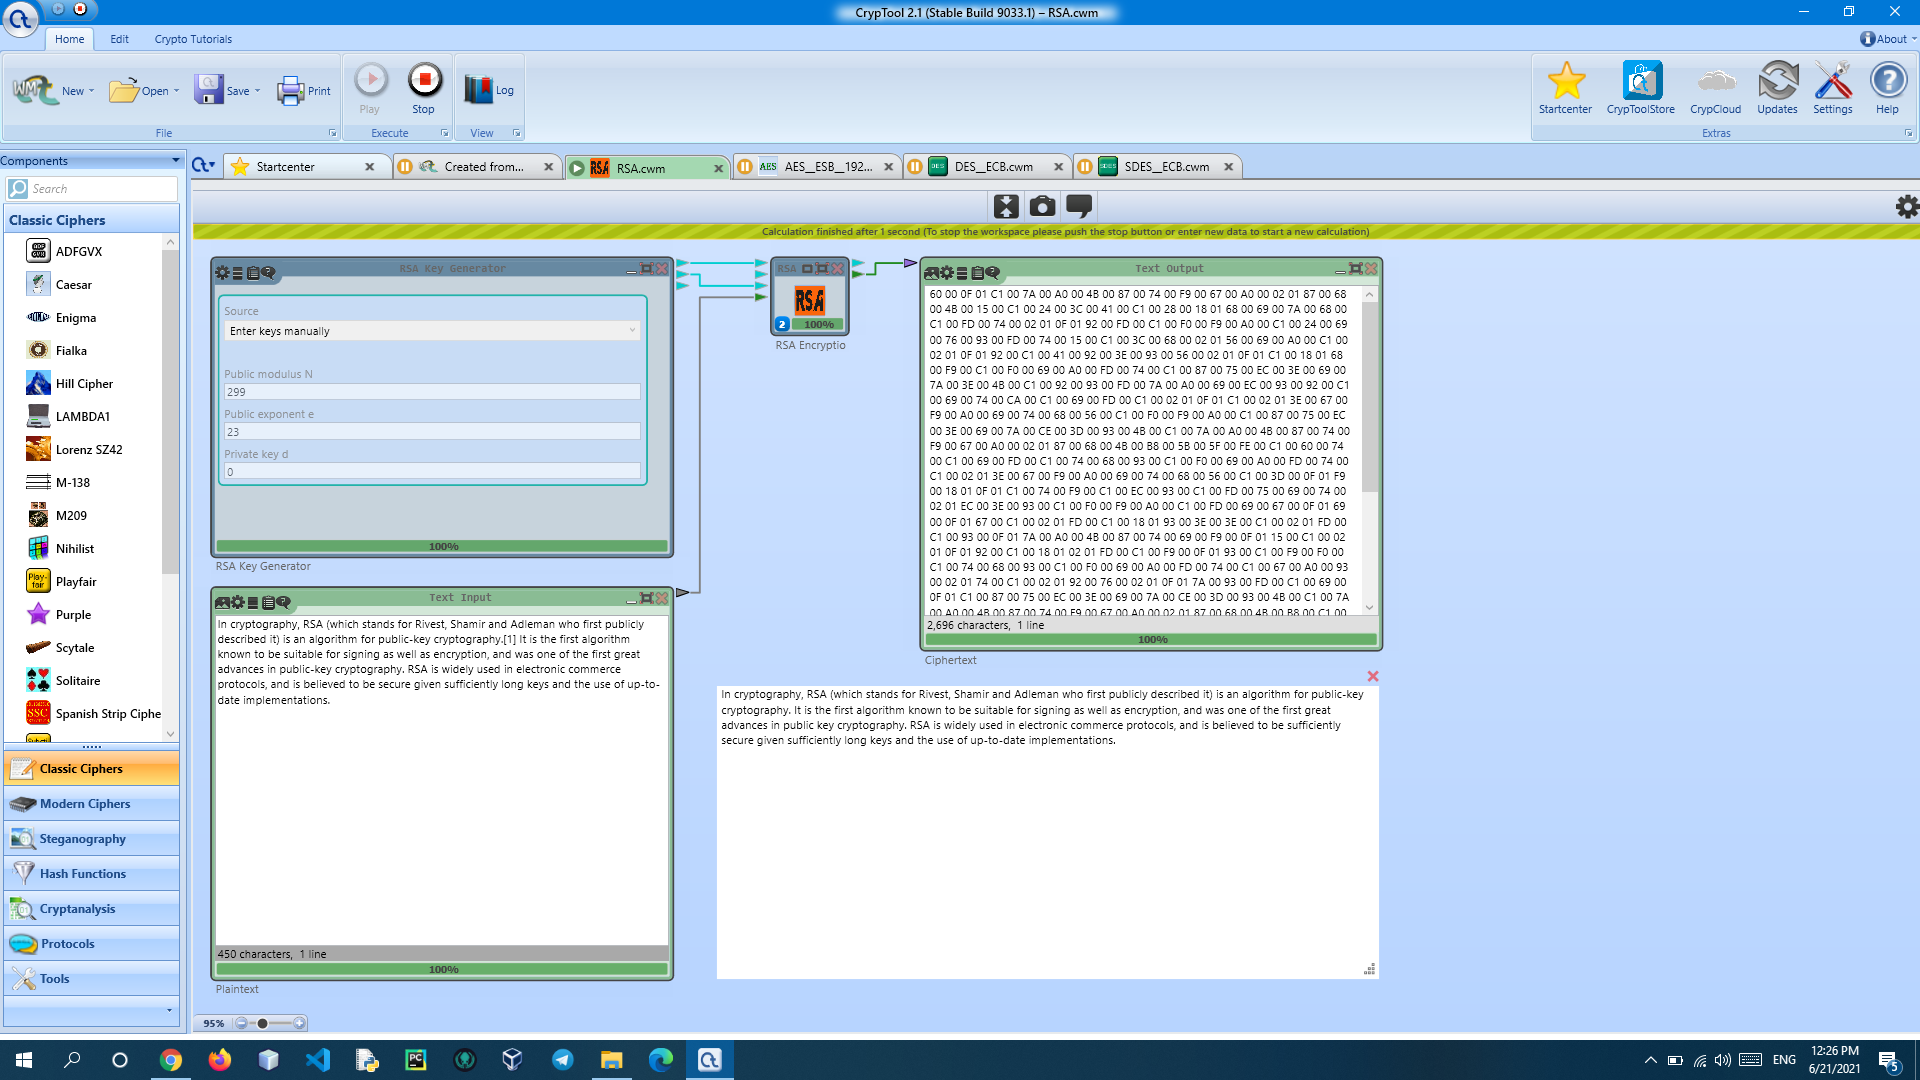 CrypTool 2.1 (Stable Build 9033.1) – RSA.cwm
Home Edit Crypto Tutorials
About
New Open Save Print
Play Stop Log
Startcenter CrypToolStore CrypCloud Updates Settings Help
File Execute View Extras
Components
Startcenter Created from... RSA RSA.cwm AES AES__ESB__192... DES DES__ECB.cwm SDES SDES__ECB.cwm
Search
Classic Ciphers
ADFGVX
Caesar
Enigma
Fialka
Hill Cipher
LAMBDA1
Lorenz SZ42
M-138
M209
Nihilist
Playfair
Purple
Scytale
Solitaire
Spanish Strip Ciphe
Classic Ciphers
Modern Ciphers
Steganography
Hash Functions
Cryptanalysis
Protocols
Tools
Calculation finished after 1 second (To stop the workspace please push the stop button or enter new data to start a new calculation)
RSA Key Generator
Source
Enter keys manually
Public modulus N
299
Public exponent e
23
Private key d
0
100%
RSA Key Generator
RSA
RSA
2 100%
RSA Encryptio
Text Output
60 00 0F 01 C1 00 7A 00 A0 00 4B 00 87 00 74 00 F9 00 67 00 A0 00 02 01 87 00 68
00 4B 00 15 00 C1 00 24 00 3C 00 41 00 C1 00 28 00 18 01 68 00 69 00 7A 00 68 00
C1 00 FD 00 74 00 02 01 0F 01 92 00 FD 00 C1 00 F0 00 F9 00 A0 00 C1 00 24 00 69
00 76 00 93 00 FD 00 74 00 15 00 C1 00 3C 00 68 00 02 01 56 00 69 00 A0 00 C1 00
02 01 0F 01 92 00 C1 00 41 00 92 00 3E 00 93 00 56 00 02 01 0F 01 C1 00 18 01 68
00 F9 00 C1 00 F0 00 69 00 A0 00 FD 00 74 00 C1 00 87 00 75 00 EC 00 3E 00 69 00
7A 00 3E 00 4B 00 C1 00 92 00 93 00 FD 00 7A 00 A0 00 69 00 EC 00 93 00 92 00 C1
00 69 00 74 00 CA 00 C1 00 69 00 FD 00 C1 00 02 01 0F 01 C1 00 02 01 3E 00 67 00
F9 00 A0 00 69 00 74 00 68 00 56 00 C1 00 F0 00 F9 00 A0 00 C1 00 87 00 75 00 EC
00 3E 00 69 00 7A 00 CE 00 3D 00 93 00 4B 00 C1 00 7A 00 A0 00 4B 00 87 00 74 00
F9 00 67 00 A0 00 02 01 87 00 68 00 4B 00 B8 00 5B 00 5F 00 FE 00 C1 00 60 00 74
00 C1 00 69 00 FD 00 C1 00 74 00 68 00 93 00 C1 00 F0 00 69 00 A0 00 FD 00 74 00
C1 00 02 01 3E 00 67 00 F9 00 A0 00 69 00 74 00 68 00 56 00 C1 00 3D 00 0F 01 F9
00 18 01 0F 01 C1 00 74 00 F9 00 C1 00 EC 00 93 00 C1 00 FD 00 75 00 69 00 74 00
02 01 EC 00 3E 00 93 00 C1 00 F0 00 F9 00 A0 00 C1 00 FD 00 69 00 67 00 0F 01 69
00 0F 01 67 00 C1 00 02 01 FD 00 C1 00 18 01 93 00 3E 00 3E 00 C1 00 02 01 FD 00
C1 00 93 00 0F 01 7A 00 A0 00 4B 00 87 00 74 00 69 00 F9 00 0F 01 15 00 C1 00 02
01 0F 01 92 00 C1 00 18 01 02 01 FD 00 C1 00 F9 00 0F 01 93 00 C1 00 F9 00 F0 00
C1 00 74 00 68 00 93 00 C1 00 F0 00 69 00 A0 00 FD 00 74 00 C1 00 67 00 A0 00 93
00 02 01 74 00 C1 00 02 01 92 00 76 00 02 01 0F 01 7A 00 93 00 FD 00 C1 00 69 00
0F 01 C1 00 87 00 75 00 EC 00 3E 00 69 00 7A 00 CE 00 3D 00 93 00 4B 00 C1 00 7A
00 A0 00 4B 00 87 00 74 00 F9 00 67 00 A0 00 02 01 87 00 68 00 4B 00 B8 00 C1 00
2,696 characters, 1 line
100%
Ciphertext
Text Input
In cryptography, RSA (which stands for Rivest, Shamir and Adleman who first publicly
described it) is an algorithm for public-key cryptography.[1] It is the first algorithm
known to be suitable for signing as well as encryption, and was one of the first great
advances in public-key cryptography. RSA is widely used in electronic commerce
protocols, and is believed to be secure given sufficiently long keys and the use of up-to-
date implementations.
450 characters, 1 line
100%
Plaintext
In cryptography, RSA (which stands for Rivest, Shamir and Adleman who first publicly described it) is an algorithm for public-key
cryptography. It is the first algorithm known to be suitable for signing as well as encryption, and was one of the first great
advances in public key cryptography. RSA is widely used in electronic commerce protocols, and is believed to be sufficiently
secure given sufficiently long keys and the use of up-to-date implementations.
95%
ENG
12:26 PM
6/21/2021
5